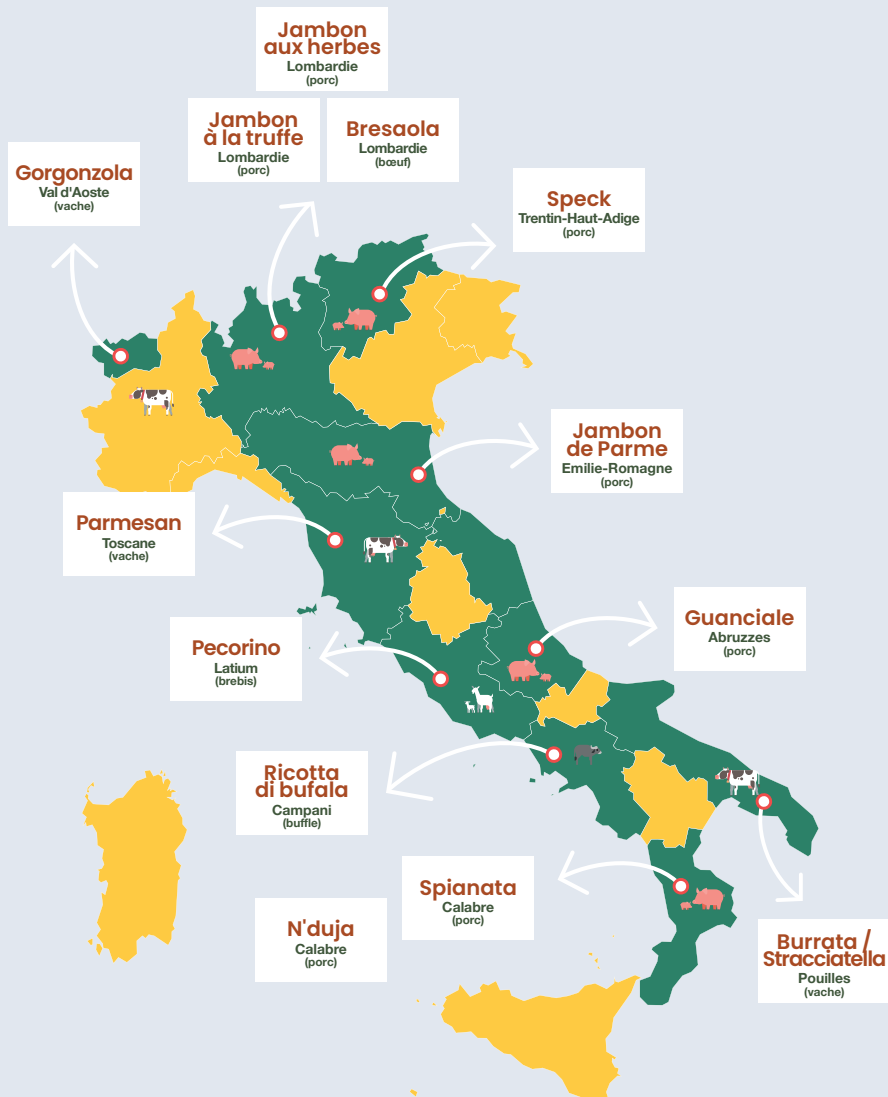 Jambon
aux herbes
Lombardie
(porc)
Jambon
à la truffe
Lombardie
(porc)
Bresaola
Lombardie
(bœuf)
Gorgonzola
Val d'Aoste
(vache)
Speck
Trentin-Haut-Adige
(porc)
Jambon
de Parme
Emilie-Romagne
(porc)
Parmesan
Toscane
(vache)
Guanciale
Abruzzes
(porc)
Pecorino
Latium
(brebis)
Ricotta
di bufala
Campani
(buffle)
Spianata
Calabre
(porc)
N'duja
Calabre
(porc)
Burrata /
Stracciatella
Pouilles
(vache)